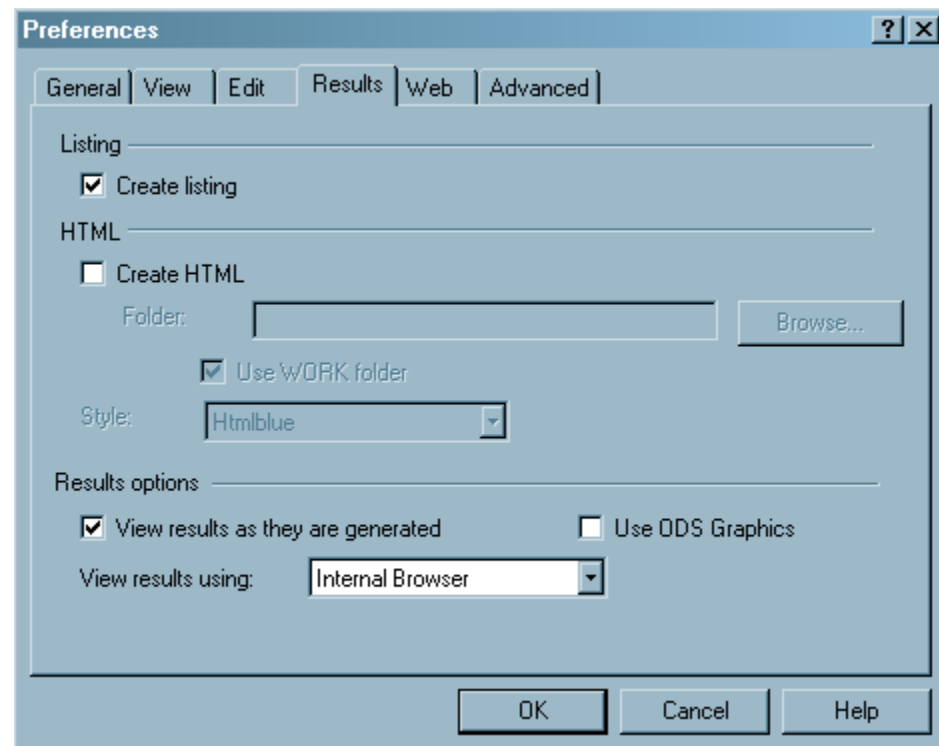 Preferences
General View Edit Results Web Advanced
Listing
Create listing
HTML
Create HTML
Folder: Browse...
Use WORK folder
Style: Htmlblue
Results options
View results as they are generated Use ODS Graphics
View results using: Internal Browser
OK Cancel Help